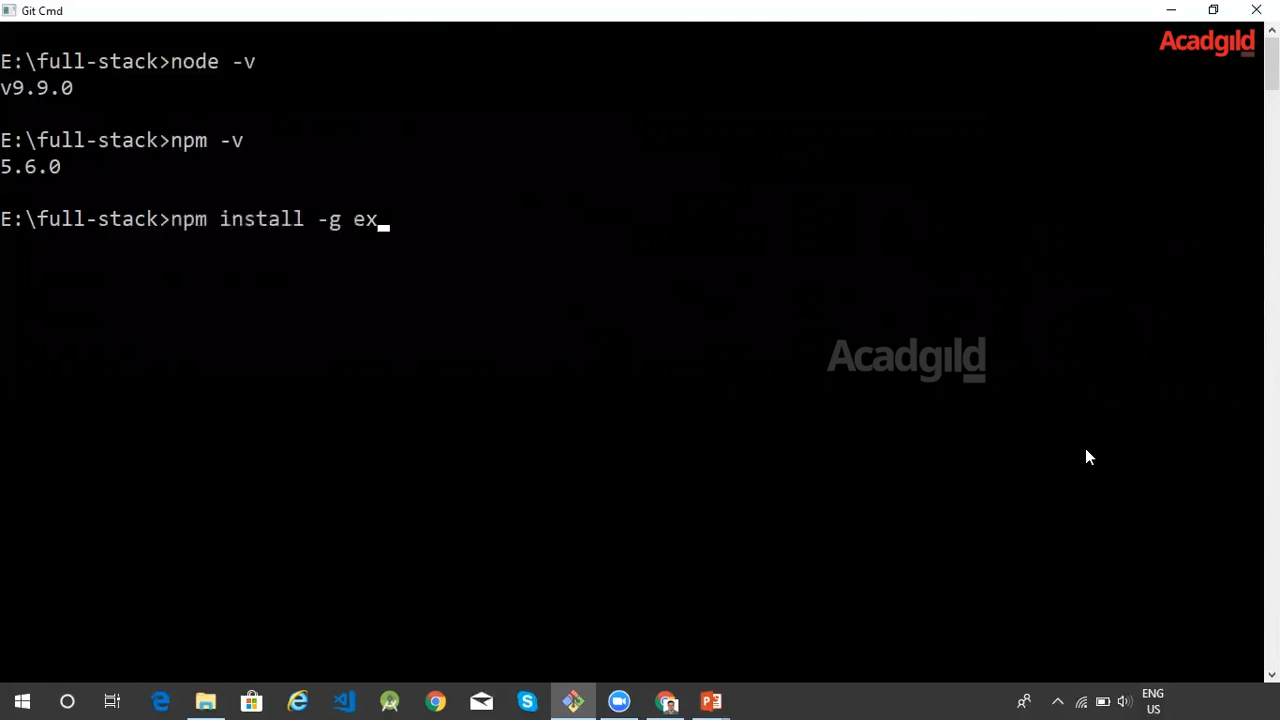 Git Cmd
Acadgild
E:\full-stack>node -v
v9.9.0
E:\full-stack>npm -v
5.6.0
E:\full-stack>npm install -g ex
Acadgild
ENG
US